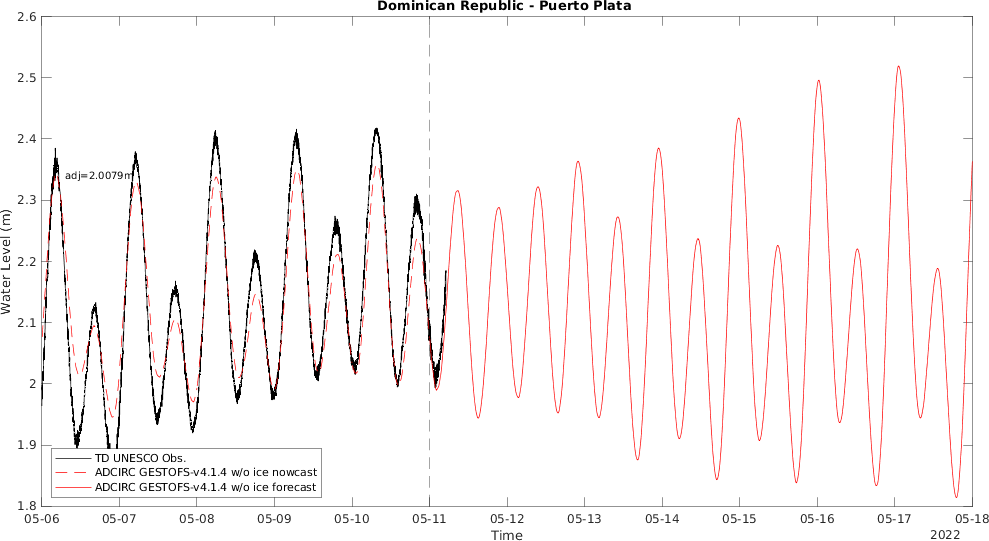 Dominican Republic - Puerto Plata
2.6
2.5
2.4
2.3
2.2
2.1
2
1.9
1.8
Water Level (m)
adj=2.0079m
TD UNESCO Obs.
ADCIRC GESTOFS-v4.1.4 w/o ice nowcast
ADCIRC GESTOFS-v4.1.4 w/o ice forecast
05-06 05-07 05-08 05-09 05-10 05-11 05-12 05-13 05-14 05-15 05-16 05-17 05-18
Time
2022